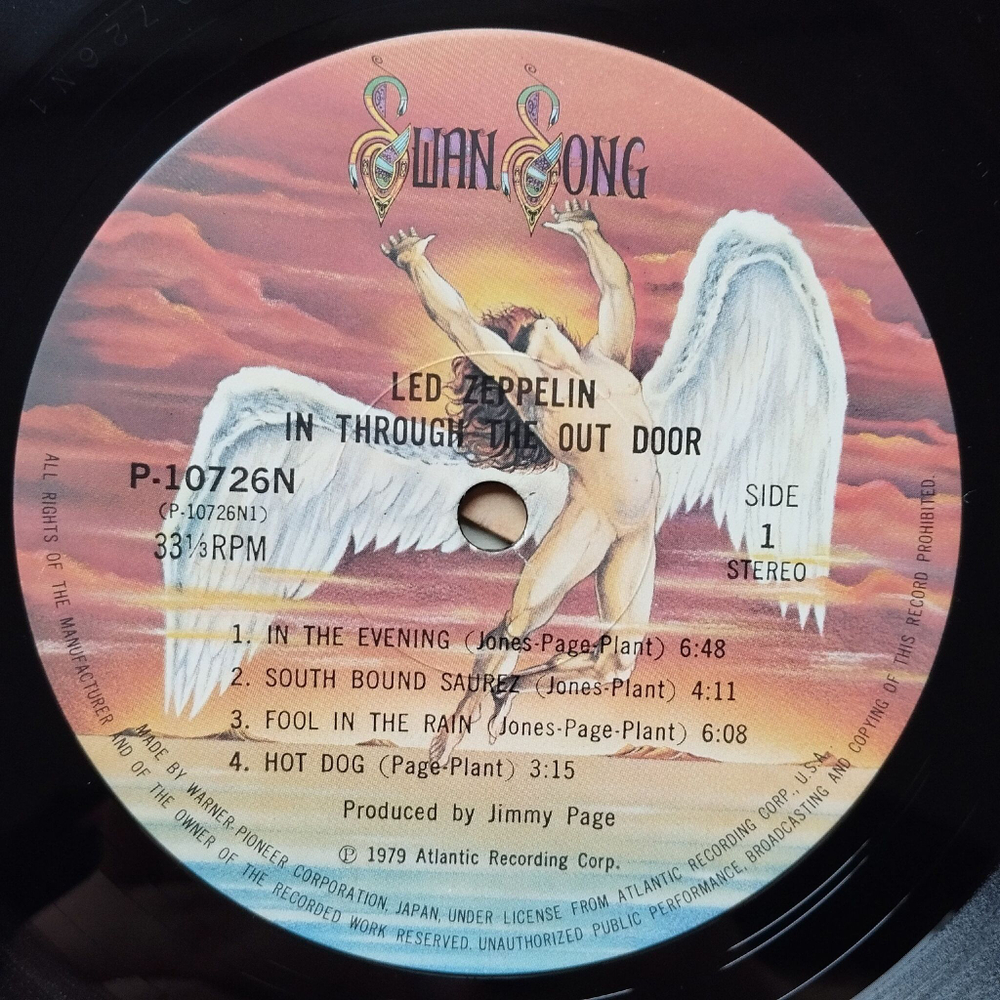 SWAN SONG
LED ZEPPELIN
IN THROUGH THE OUT DOOR
P-10726N
(P-10726N1)
33⅓RPM
SIDE
1
STEREO
1. IN THE EVENING (Jones-Page-Plant) 6:48
2. SOUTH BOUND SAUREZ (Jones-Plant) 4:11
3. FOOL IN THE RAIN (Jones-Page-Plant) 6:08
4. HOT DOG (Page-Plant) 3:15
Produced by Jimmy Page
Ⓟ 1979 Atlantic Recording Corp.
MADE BY WARNER-PIONEER CORPORATION, JAPAN, UNDER LICENSE FROM ATLANTIC RECORDING CORP., U.S.A.
ALL RIGHTS OF THE MANUFACTURER AND OF THE OWNER OF THE RECORDED WORK RESERVED. UNAUTHORIZED PUBLIC PERFORMANCE, BROADCASTING AND COPYING OF THIS RECORD PROHIBITED.